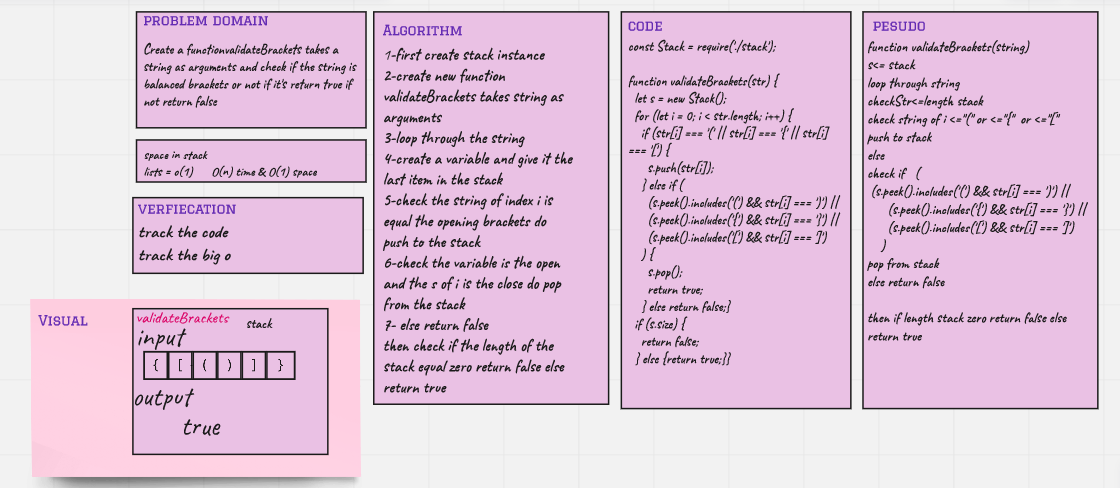 PROBLEM DOMAIN
Create a functionvalidateBrackets takes a
string as arguments and check if the string is
balanced brackets or not if it's return true if
not return false
space in stack
lists = o(1) O(n) time & O(1) space
VERFIECATION
track the code
track the big o
VISUAL
validateBrackets
stack
input
{ [ ( ) ] }
output
true
ALGORITHM
1-first create stack instance
2-create new function
validateBrackets takes string as
arguments
3-loop through the string
4-create a variable and give it the
last item in the stack
5-check the string of index i is
equal the opening brackets do
push to the stack
6-check the variable is the open
and the s of i is the close do pop
from the stack
7- else return false
then check if the length of the
stack equal zero return false else
return true
CODE
const Stack = require('./stack');
function validateBrackets(str) {
let s = new Stack();
for (let i = 0; i < str.length; i++) {
if (str[i] === '(' || str[i] === '{' || str[i]
=== '[') {
s.push(str[i]);
} else if (
(s.peek().includes('(') && str[i] === ')') ||
(s.peek().includes('{') && str[i] === '}') ||
(s.peek().includes('[') && str[i] === ']')
) {
s.pop();
return true;
} else return false;}
if (s.size) {
return false;
} else {return true;}}
PESUDO
function validateBrackets(string)
s<= stack
loop through string
checkStr<=length stack
check string of i <="(" or <="{" or <="["
push to stack
else
check if (
(s.peek().includes('(') && str[i] === ')') ||
(s.peek().includes('{') && str[i] === '}') ||
(s.peek().includes('[') && str[i] === ']')
)
pop from stack
else return false
then if length stack zero return false else
return true